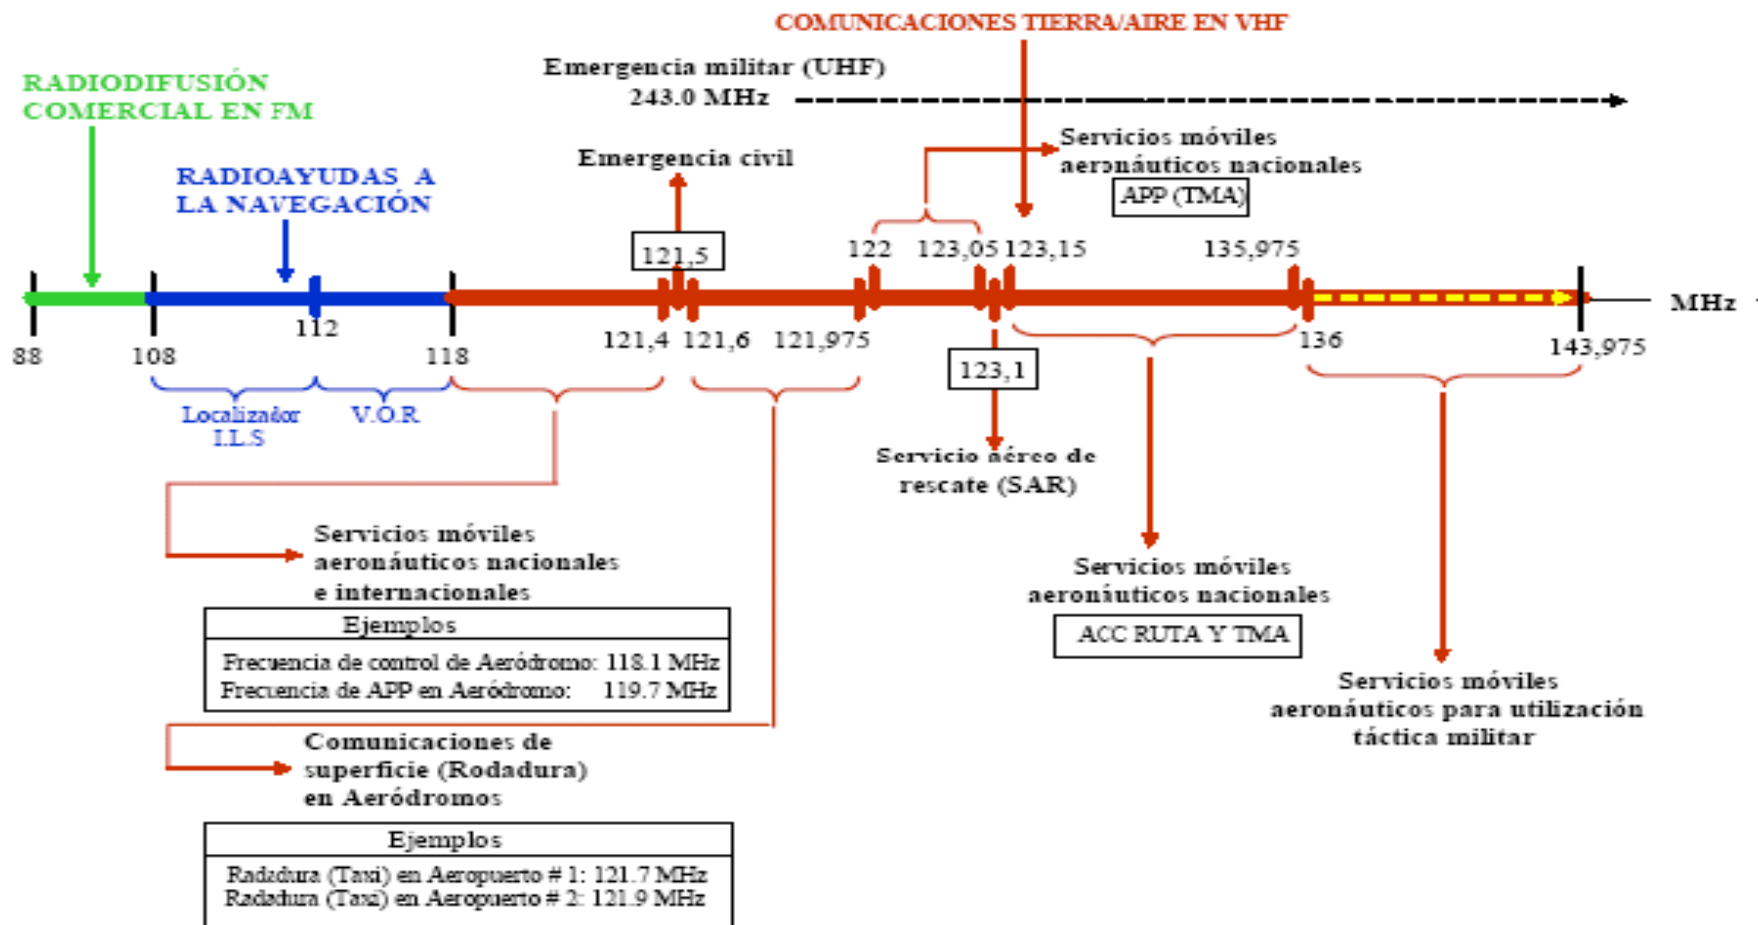 COMUNICACIONES TIERRA/AIRE EN VHF
Emergencia militar (UHF)
243.0 MHz
RADIODIFUSIÓN
COMERCIAL EN FM
Servicios móviles
aeronáuticos nacionales
APP (TMA)
Emergencia civil
RADIOAYUDAS A
LA NAVEGACIÓN
121,5
122
123,05
123,15
135,975
MHz
88
108
112
118
121,4
121,6
121,975
123,1
136
143,975
Localizador
I.L.S
V.O.R
Servicio aéreo de
rescate (SAR)
Servicios móviles
aeronáuticos nacionales
e internacionales
Ejemplos
Frecuencia de control de Aeródromo: 118.1 MHz
Frecuencia de APP en Aeródromo: 119.7 MHz
Servicios móviles
aeronáuticos nacionales
ACC RUTA Y TMA
Servicios móviles
aeronáuticos para utilización
táctica militar
Comunicaciones de
superficie (Rodadura)
en Aeródromos
Ejemplos
Radadura (Taxi) en Aeropuerto # 1: 121.7 MHz
Radadura (Taxi) en Aeropuerto # 2: 121.9 MHz